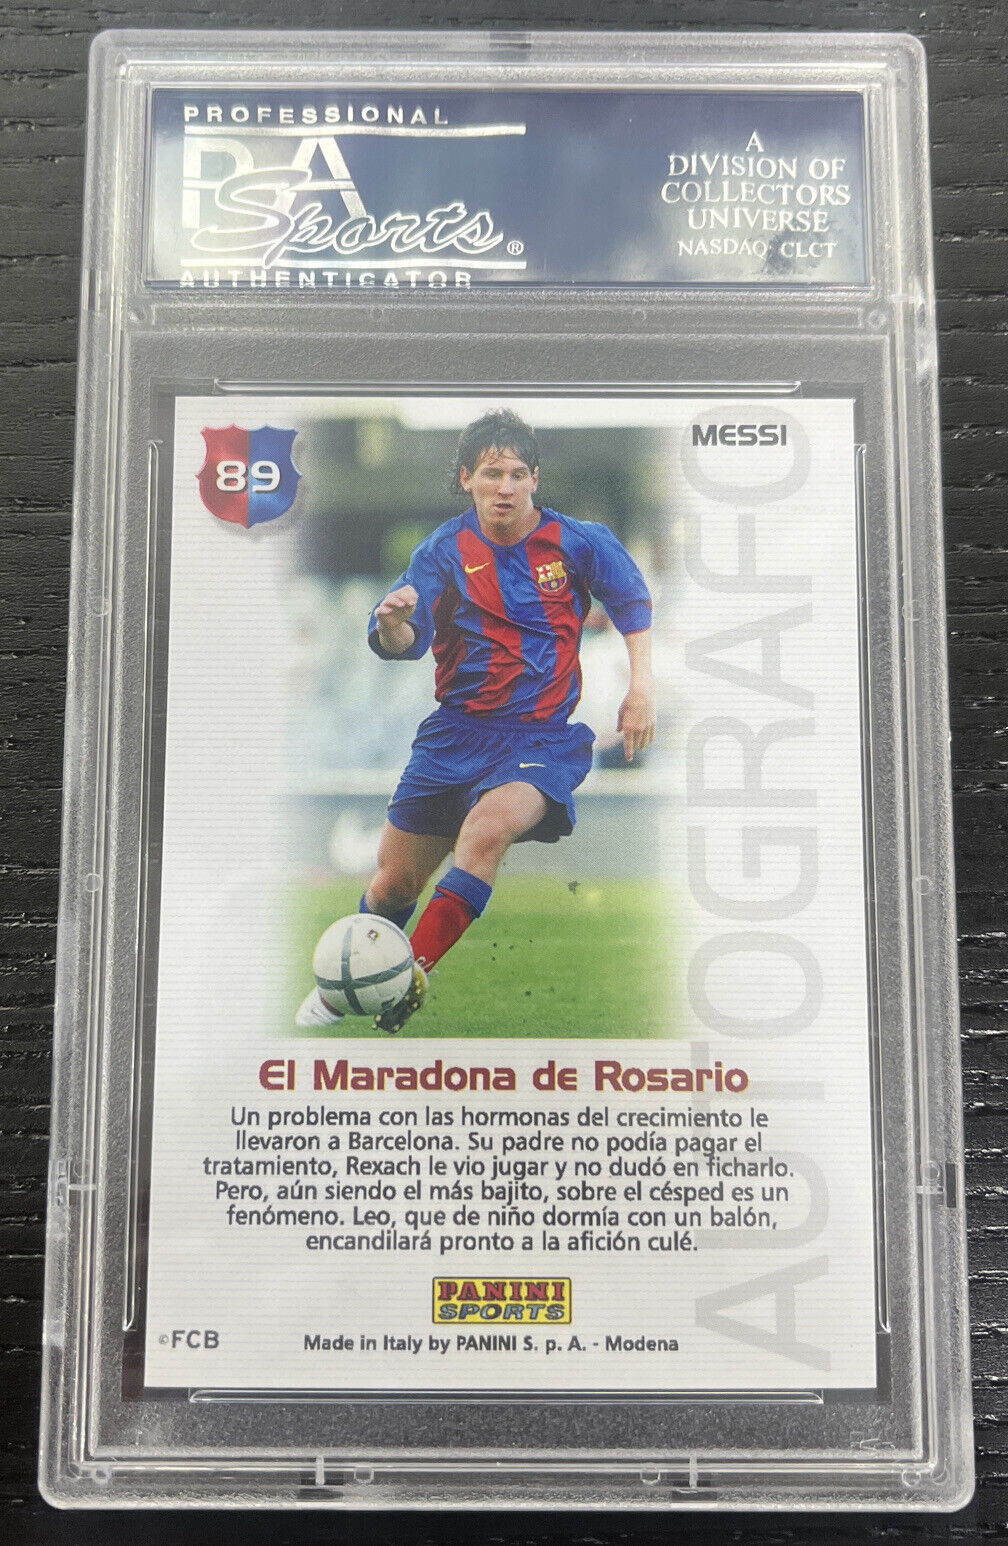 PROFESSIONAL
PSA
Sports®
AUTHENTICATOR
A
DIVISION OF
COLLECTORS
UNIVERSE
NASDAQ: CLCT
89
MESSI
AUTOGRAFO
El Maradona de Rosario
Un problema con las hormonas del crecimiento le
llevaron a Barcelona. Su padre no podía pagar el
tratamiento, Rexach le vio jugar y no dudó en ficharlo.
Pero, aún siendo el más bajito, sobre el césped es un
fenómeno. Leo, que de niño dormía con un balón,
encandilará pronto a la afición culé.
PANINI
SPORTS
©FCB
Made in Italy by PANINI S. p. A. - Modena